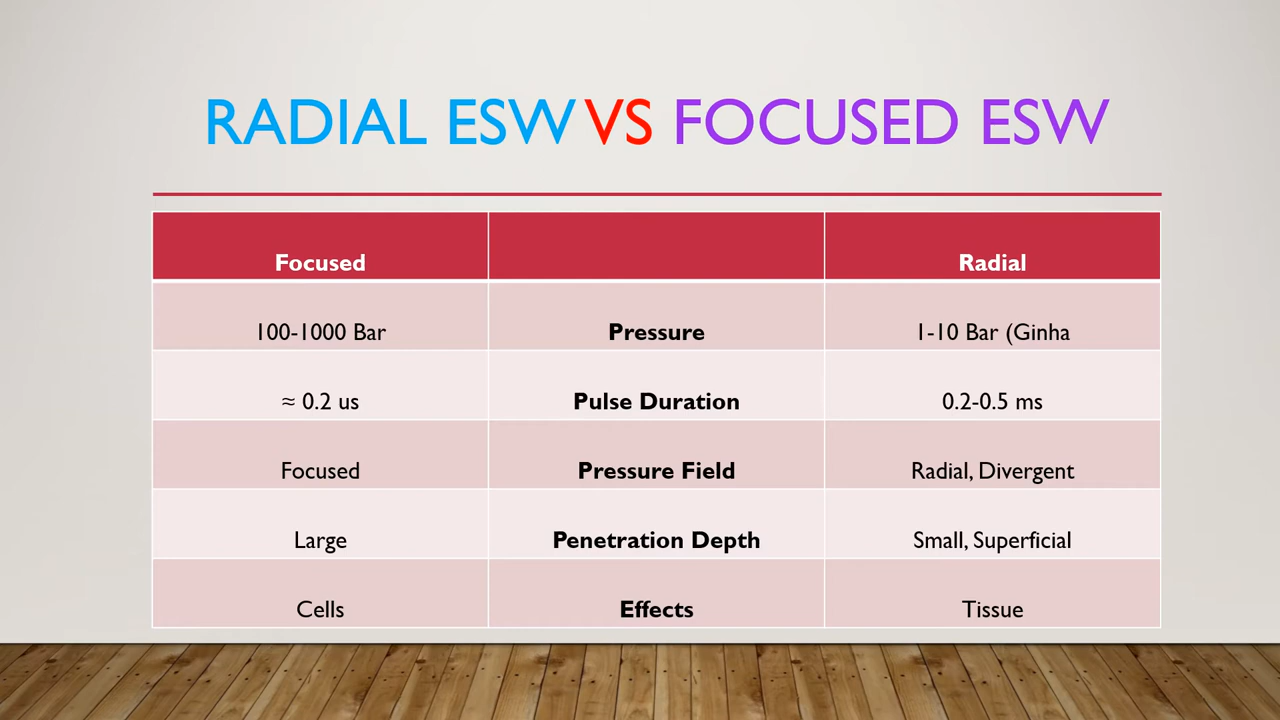 RADIAL ESW VS FOCUSED ESW
Focused Radial
100-1000 Bar Pressure 1-10 Bar (Ginha
≈ 0.2 us Pulse Duration 0.2-0.5 ms
Focused Pressure Field Radial, Divergent
Large Penetration Depth Small, Superficial
Cells Effects Tissue